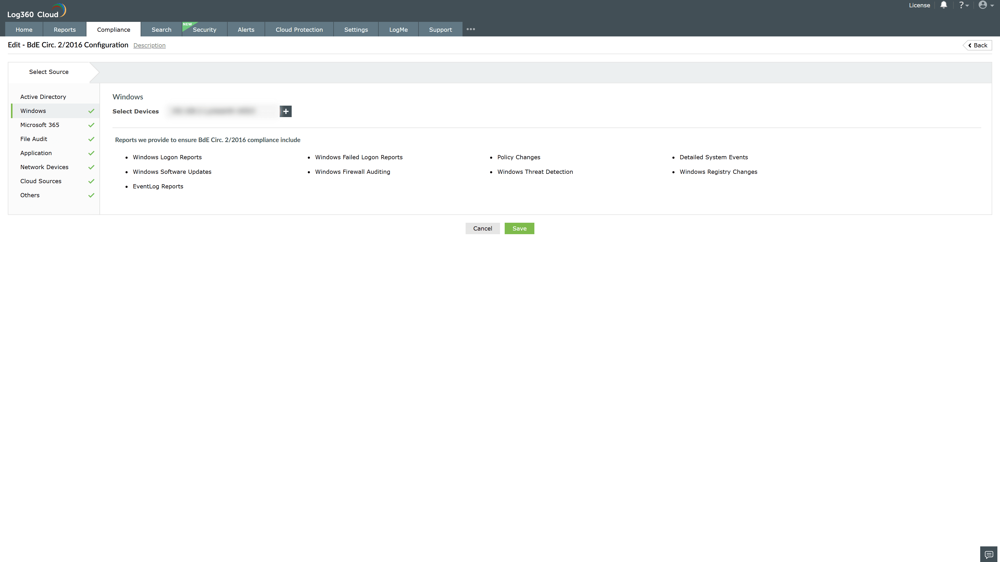 Log360 Cloud
License
?
Home Reports Compliance Search NEW Security Alerts Cloud Protection Settings LogMe Support
Edit - BdE Circ. 2/2016 Configuration Description
Back
Select Source
Active Directory
Windows
Microsoft 365
File Audit
Application
Network Devices
Cloud Sources
Others
Windows
Select Devices
Reports we provide to ensure BdE Circ. 2/2016 compliance include
Windows Logon Reports Windows Failed Logon Reports Policy Changes Detailed System Events
Windows Software Updates Windows Firewall Auditing Windows Threat Detection Windows Registry Changes
EventLog Reports
Cancel Save